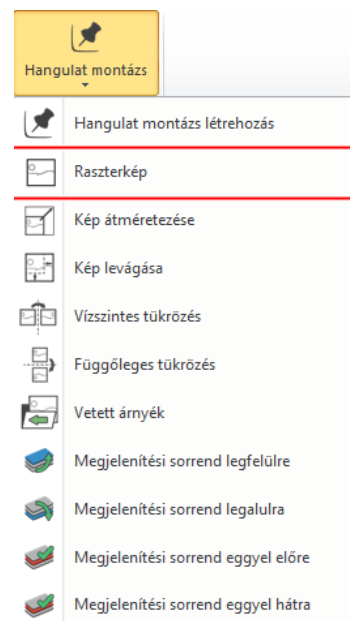 Hangulat montázs
Hangulat montázs létrehozás
Raszterkép
Kép átméretezése
Kép levágása
Vízszintes tükrözés
Függőleges tükrözés
Vetett árnyék
Megjelenítési sorrend legfelülre
Megjelenítési sorrend legalulra
Megjelenítési sorrend eggyel előre
Megjelenítési sorrend eggyel hátra